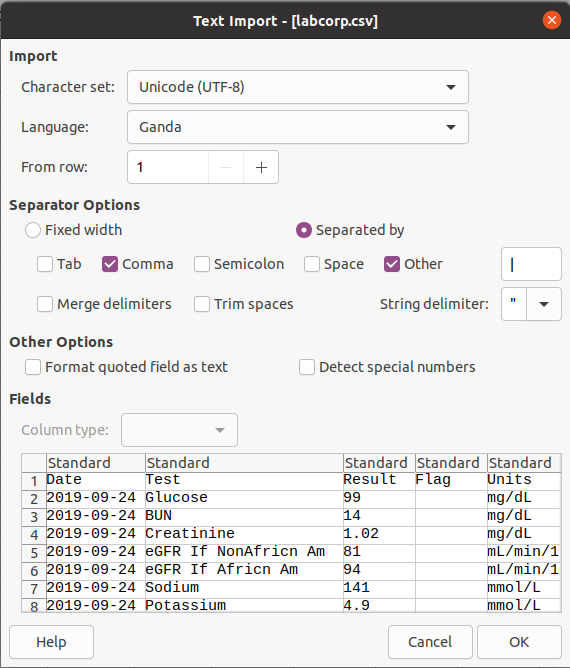 Text Import - [labcorp.csv]
Import
Character set: Unicode (UTF-8)
Language: Ganda
From row: 1 − +
Separator Options
Fixed width Separated by
Tab Comma Semicolon Space Other |
Merge delimiters Trim spaces String delimiter: "
Other Options
Format quoted field as text Detect special numbers
Fields
Column type:
Standard Standard Standard Standard Standard
1 Date Test Result Flag Units
2 2019-09-24 Glucose 99 mg/dL
3 2019-09-24 BUN 14 mg/dL
4 2019-09-24 Creatinine 1.02 mg/dL
5 2019-09-24 eGFR If NonAfricn Am 81 mL/min/1
6 2019-09-24 eGFR If Africn Am 94 mL/min/1
7 2019-09-24 Sodium 141 mmol/L
8 2019-09-24 Potassium 4.9 mmol/L
Help Cancel OK